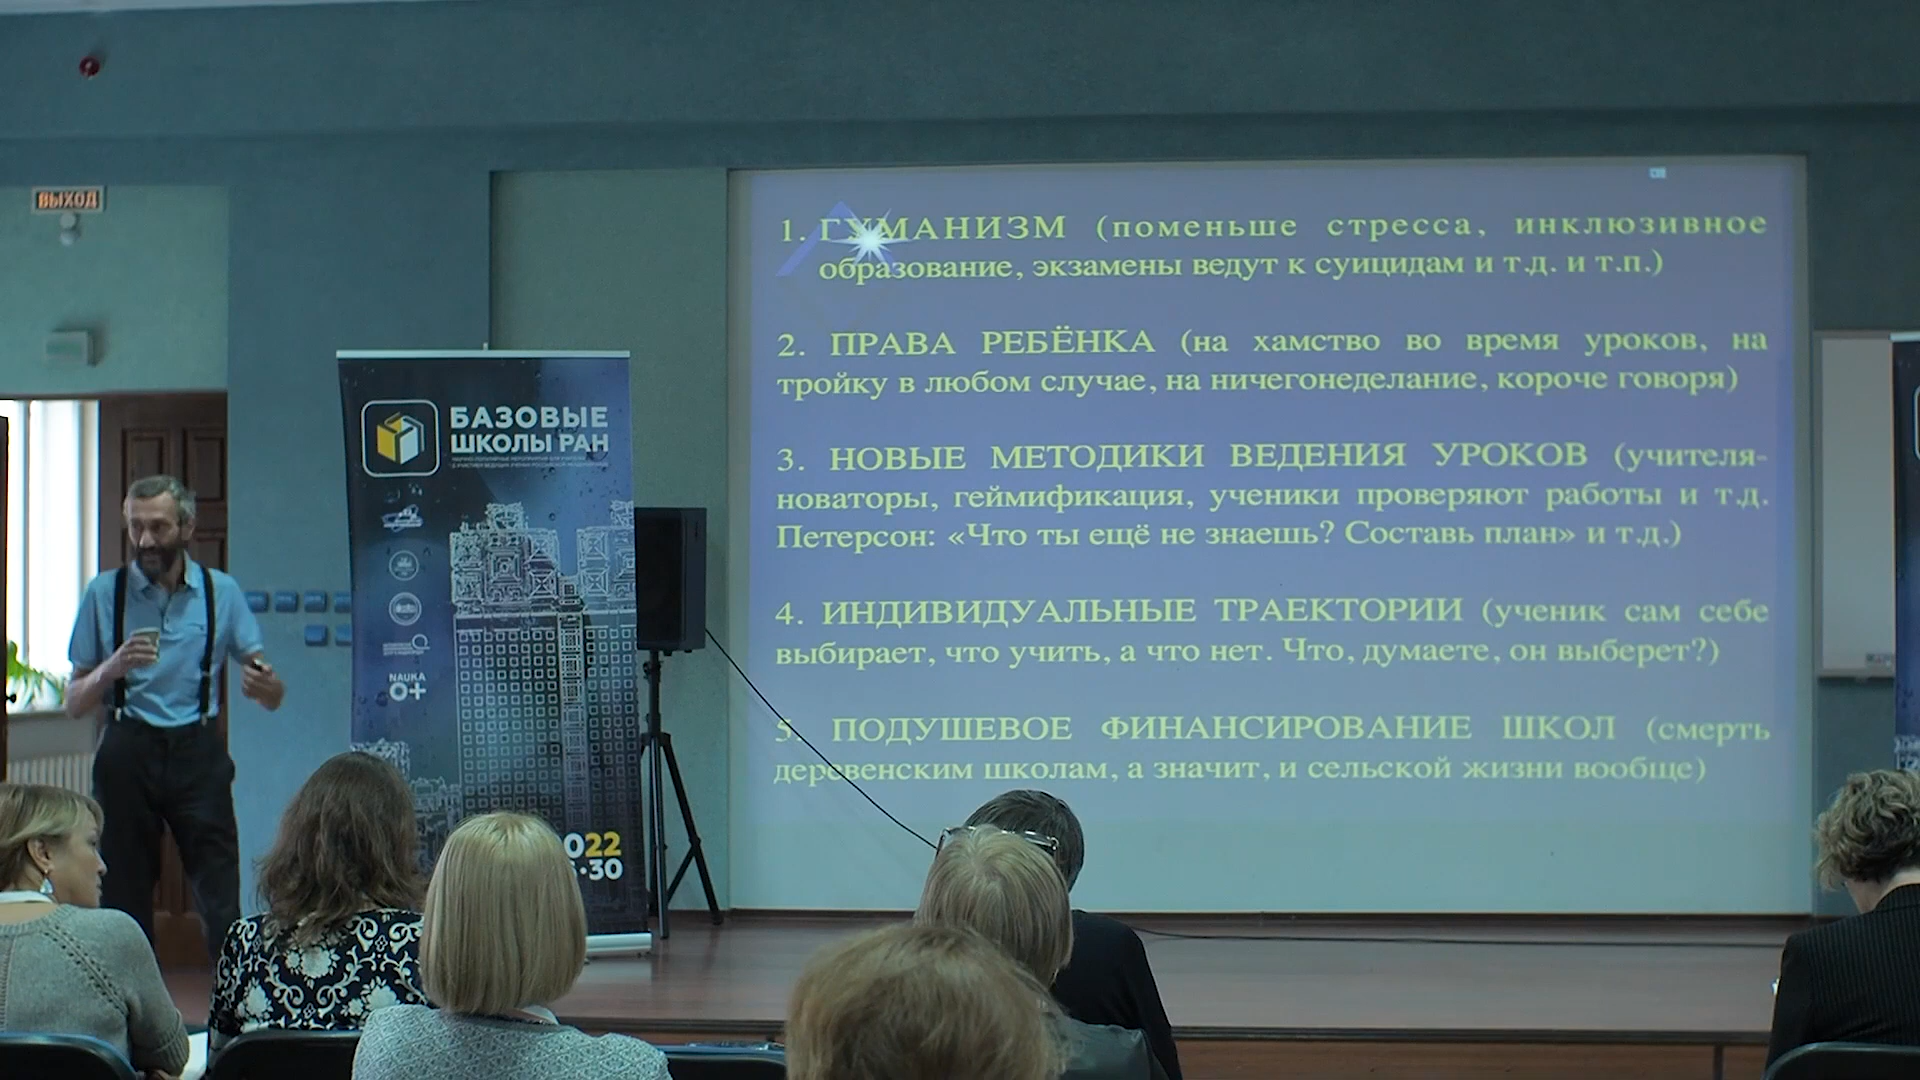 ВЫХОД
БАЗОВЫЕ
ШКОЛЫ РАН
NAUKA
0+
022
30
1. ГУМАНИЗМ (поменьше стресса, инклюзивное
образование, экзамены ведут к суицидам и т.д. и т.п.)
2. ПРАВА РЕБЁНКА (на хамство во время уроков, на
тройку в любом случае, на ничегонеделание, короче говоря)
3. НОВЫЕ МЕТОДИКИ ВЕДЕНИЯ УРОКОВ (учителя-
новаторы, геймификация, ученики проверяют работы и т.д.
Петерсон: «Что ты ещё не знаешь? Составь план» и т.д.)
4. ИНДИВИДУАЛЬНЫЕ ТРАЕКТОРИИ (ученик сам себе
выбирает, что учить, а что нет. Что, думаете, он выберет?)
5. ПОДУШЕВОЕ ФИНАНСИРОВАНИЕ ШКОЛ (смерть
деревенским школам, а значит, и сельской жизни вообще)